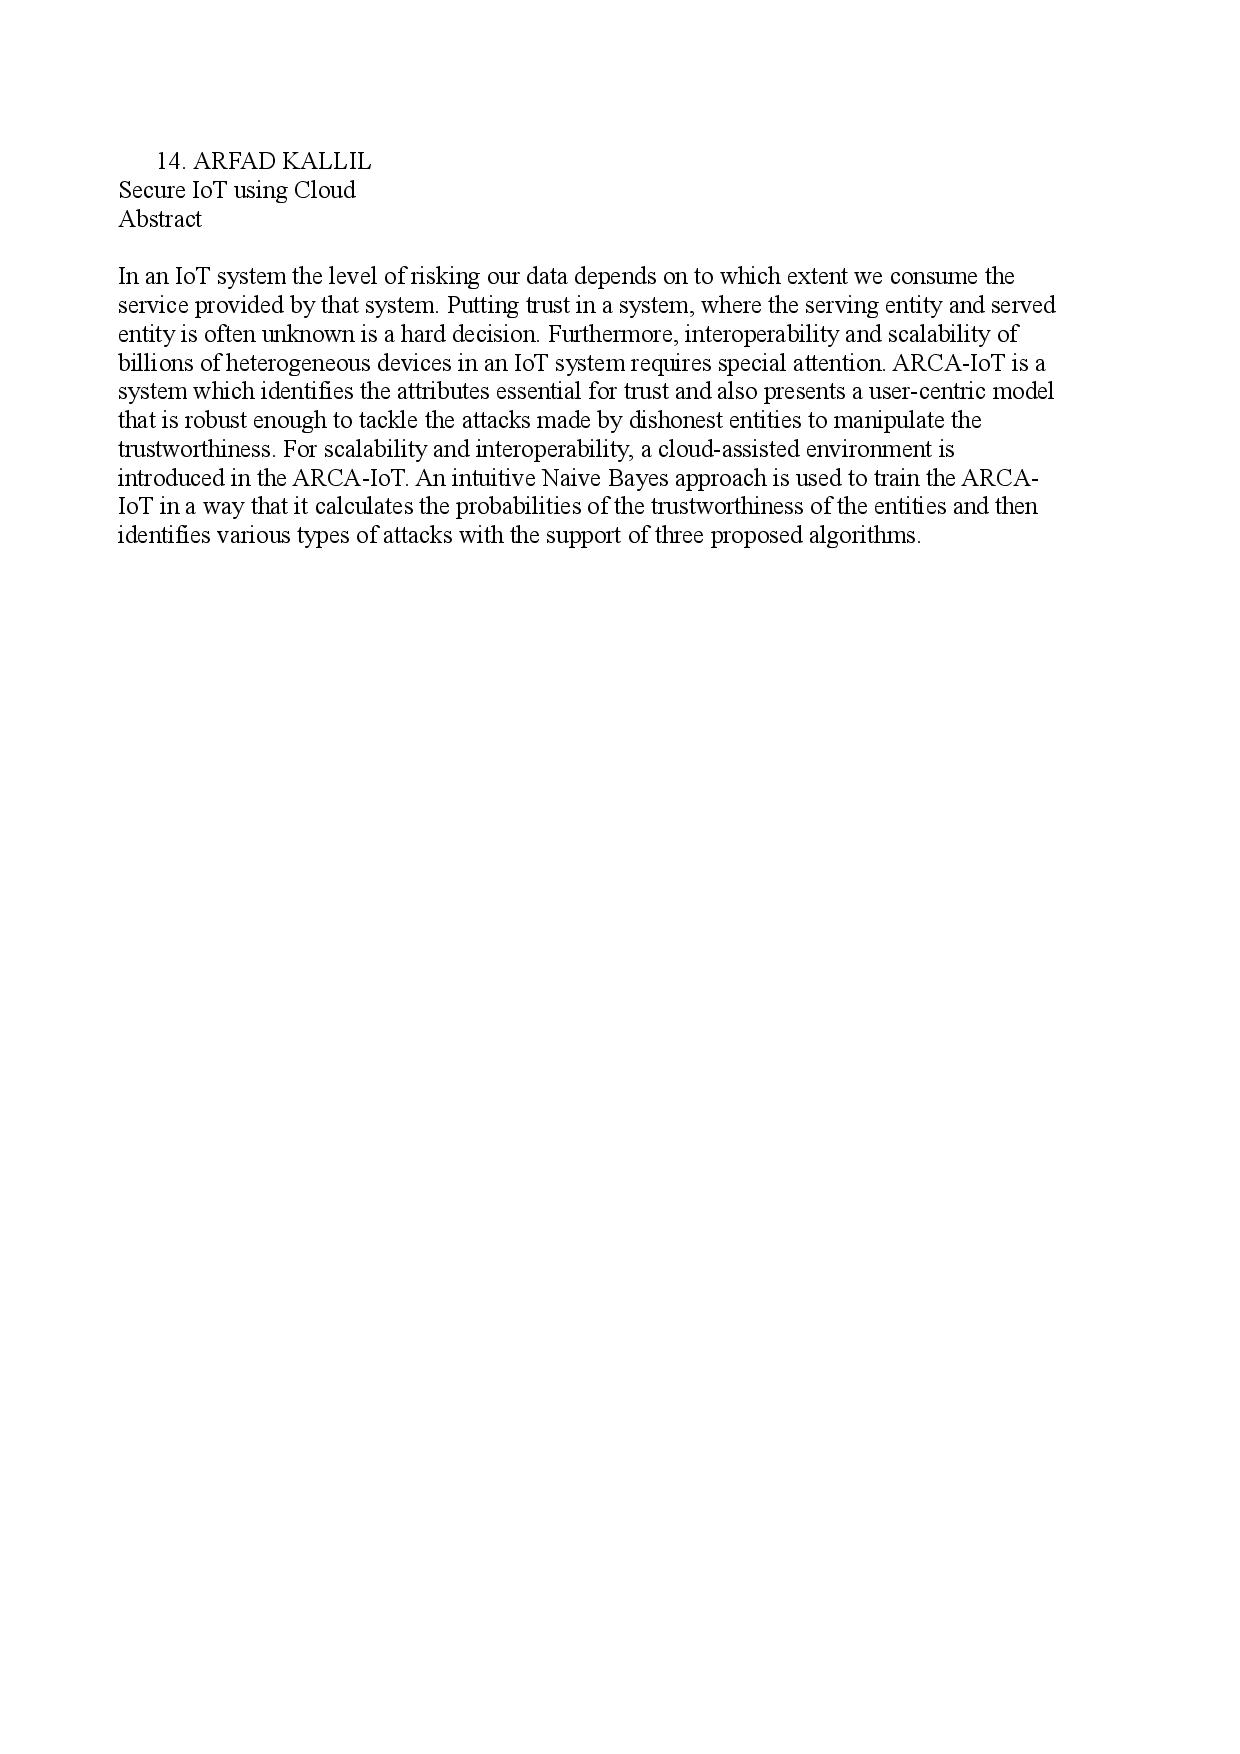 14. ARFAD KALLIL
Secure IoT using Cloud
Abstract
In an IoT system the level of risking our data depends on to which extent we consume the
service provided by that system. Putting trust in a system, where the serving entity and served
entity is often unknown is a hard decision. Furthermore, interoperability and scalability of
billions of heterogeneous devices in an IoT system requires special attention. ARCA-IoT is a
system which identifies the attributes essential for trust and also presents a user-centric model
that is robust enough to tackle the attacks made by dishonest entities to manipulate the
trustworthiness. For scalability and interoperability, a cloud-assisted environment is
introduced in the ARCA-IoT. An intuitive Naive Bayes approach is used to train the ARCA-
IoT in a way that it calculates the probabilities of the trustworthiness of the entities and then
identifies various types of attacks with the support of three proposed algorithms.